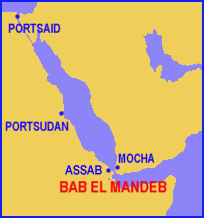 PORTSAID
PORTSUDAN
MOCHA
ASSAB
BAB EL MANDEB